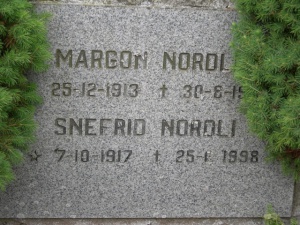 MARGON NORDL
25-12-1913 † 30-8-19
SNEFRID NORDLI
☆ 7-10-1917 † 25-1 1998